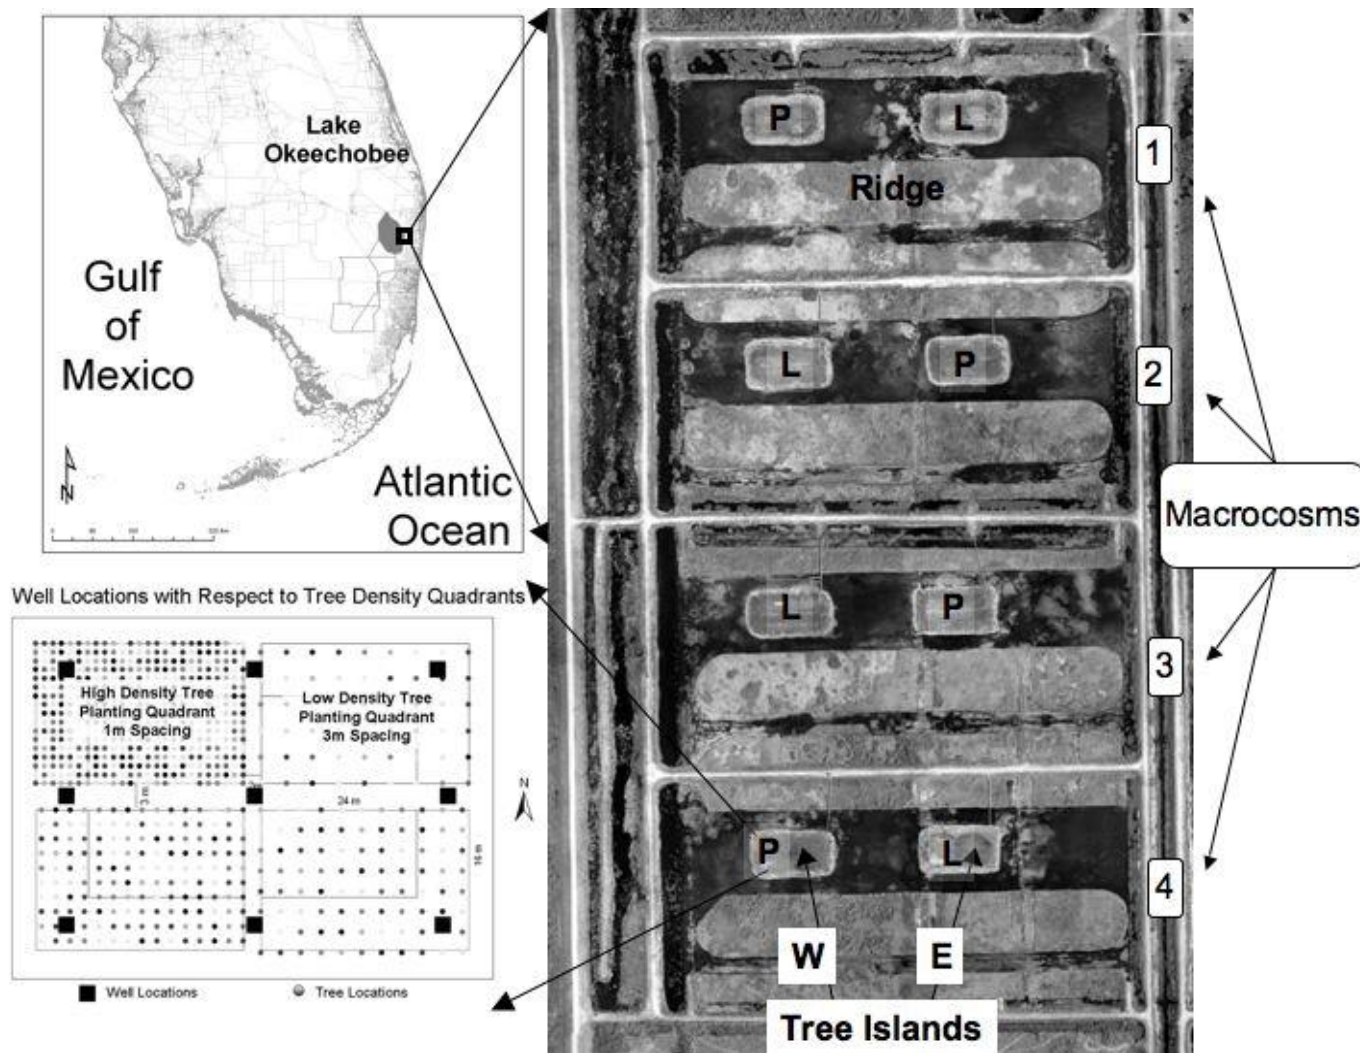 Lake
Okeechobee
Gulf
of
Mexico
N
0
Atlantic
Ocean
Well Locations with Respect to Tree Density Quadrants
High Density Tree
Planting Quadrant
1m Spacing
Low Density Tree
Planting Quadrant
3m Spacing
3 m
24 m
N
Well Locations
Tree Locations
P
L
1
Ridge
L
P
2
Macrocosms
L
P
3
P
L
4
W
E
Tree Islands